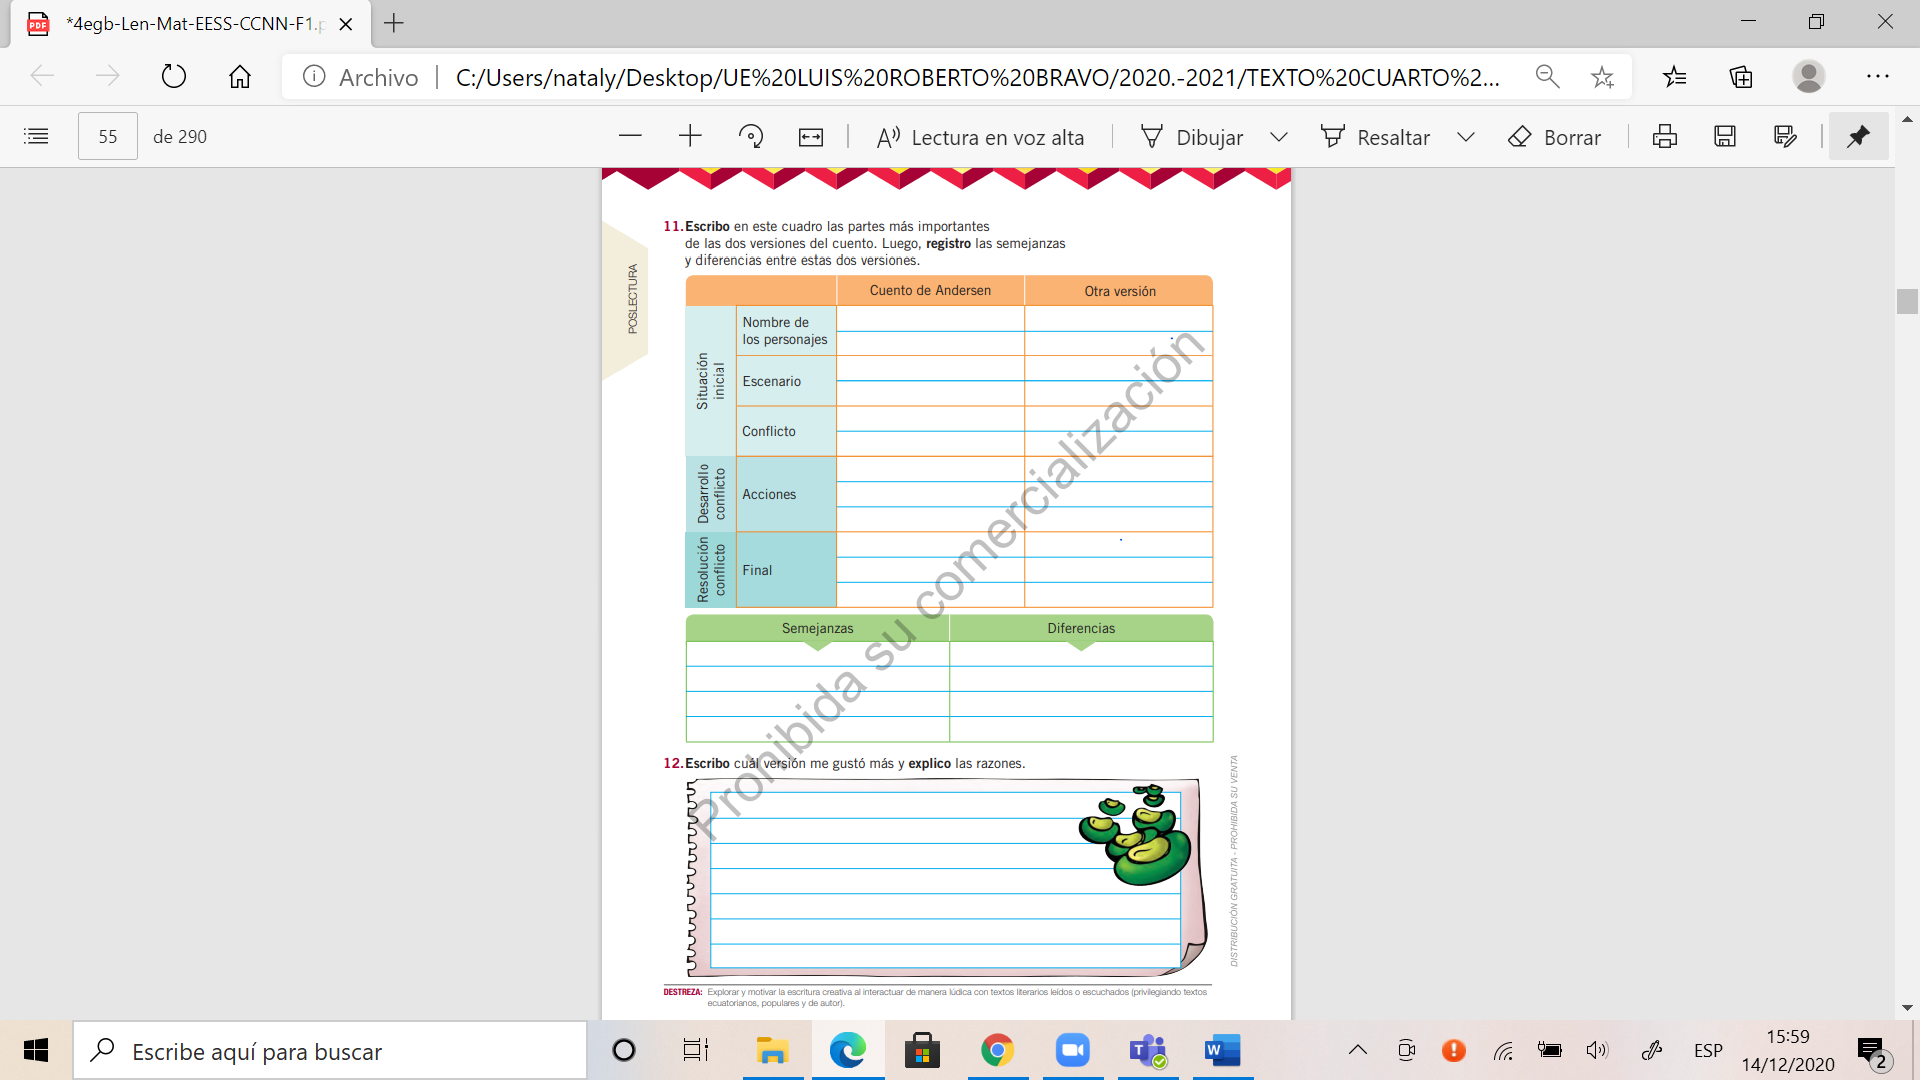 *4egb-Len-Mat-EESS-CCNN-F1.p
Archivo
C:/Users/nataly/Desktop/UE%20LUIS%20ROBERTO%20BRAVO/2020.-2021/TEXTO%20CUARTO%2...
55 de 290
Lectura en voz alta
Dibujar
Resaltar
Borrar
POSLECTURA
11. Escribo en este cuadro las partes más importantes
de las dos versiones del cuento. Luego, registro las semejanzas
y diferencias entre estas dos versiones.
Cuento de Andersen
Otra versión
Situación
inicial
Nombre de
los personajes
Escenario
Conflicto
Desarrollo
conflicto
Acciones
Resolución
conflicto
Final
Semejanzas
Diferencias
Prohibida su comercialización
12. Escribo cuál versión me gustó más y explico las razones.
DISTRIBUCIÓN GRATUITA - PROHIBIDA SU VENTA
DESTREZA: Explorar y motivar la escritura creativa al interactuar de manera lúdica con textos literarios leídos o escuchados (privilegiando textos
ecuatorianos, populares y de autor).
Escribe aquí para buscar
ESP
15:59
14/12/2020
2